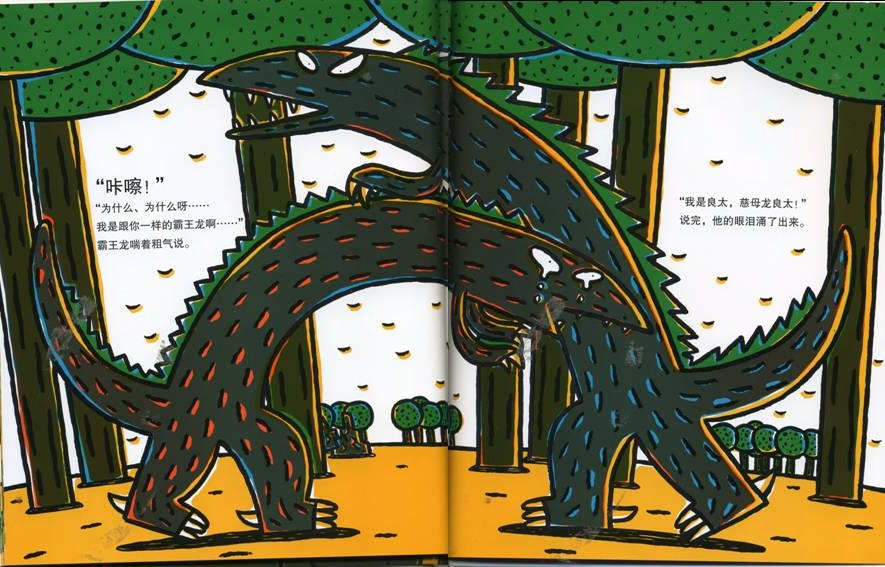 “咔嚓！”
“为什么、为什么呀……
我是跟你一样的霸王龙啊……”
霸王龙喘着粗气说。
“我是良太，慈母龙良太！”
说完，他的眼泪涌了出来。